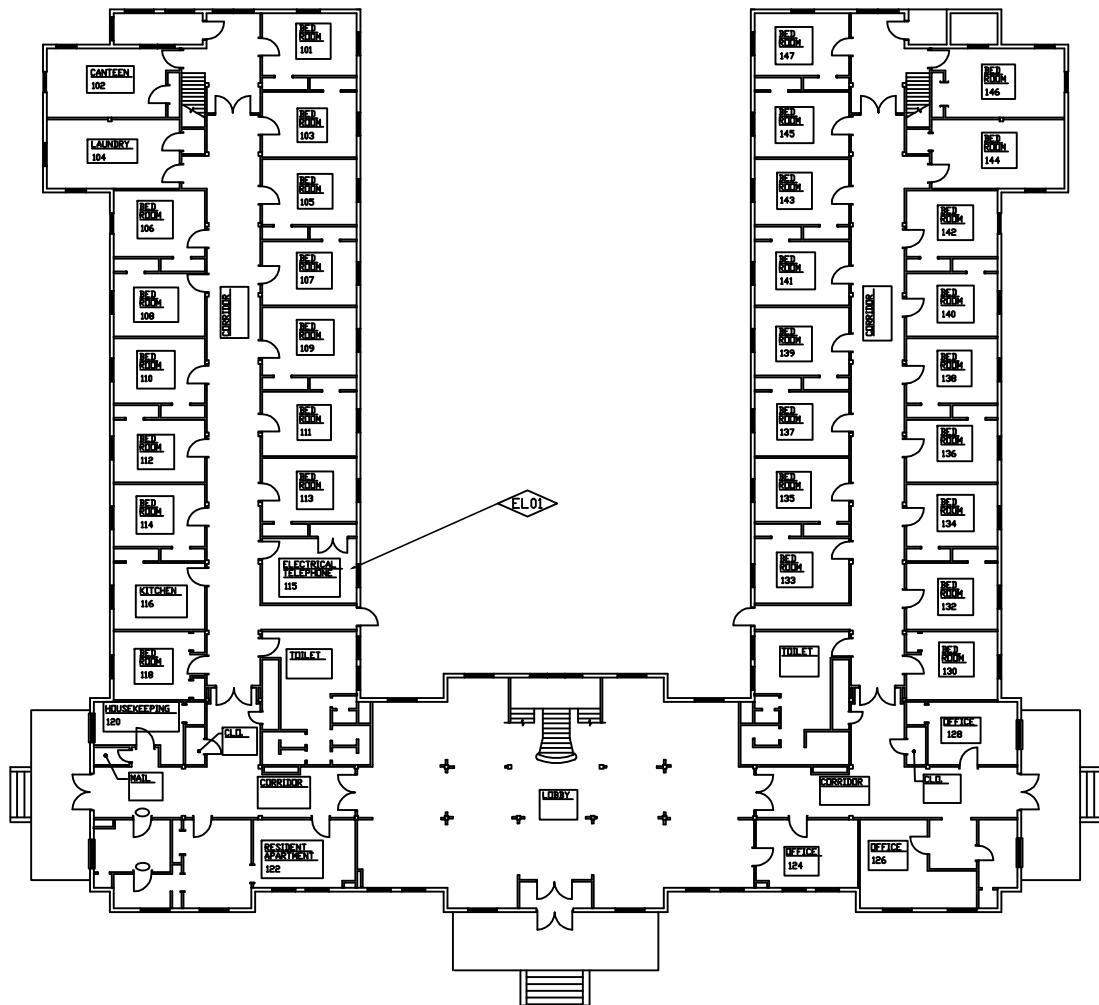 BED
ROOM
101
BED
ROOM
147
CANTEEN
102
BED
ROOM
146
BED
ROOM
103
BED
ROOM
145
LAUNDRY
104
BED
ROOM
144
BED
ROOM
105
BED
ROOM
143
BED
ROOM
106
BED
ROOM
142
BED
ROOM
107
BED
ROOM
141
BED
ROOM
108
CORRIDOR
CORRIDOR
BED
ROOM
140
BED
ROOM
109
BED
ROOM
139
BED
ROOM
110
BED
ROOM
138
BED
ROOM
111
BED
ROOM
137
BED
ROOM
112
BED
ROOM
136
BED
ROOM
113
BED
ROOM
135
BED
ROOM
114
EL01
BED
ROOM
134
ELECTRICAL
TELEPHONE
115
BED
ROOM
133
KITCHEN
116
BED
ROOM
132
BED
ROOM
118
TOILET
TOILET
BED
ROOM
130
HOUSEKEEPING
120
CLO.
OFFICE
128
MAIL
CORRIDOR
LOBBY
CORRIDOR
CLO.
RESIDENT
APARTMENT
122
OFFICE
124
OFFICE
126